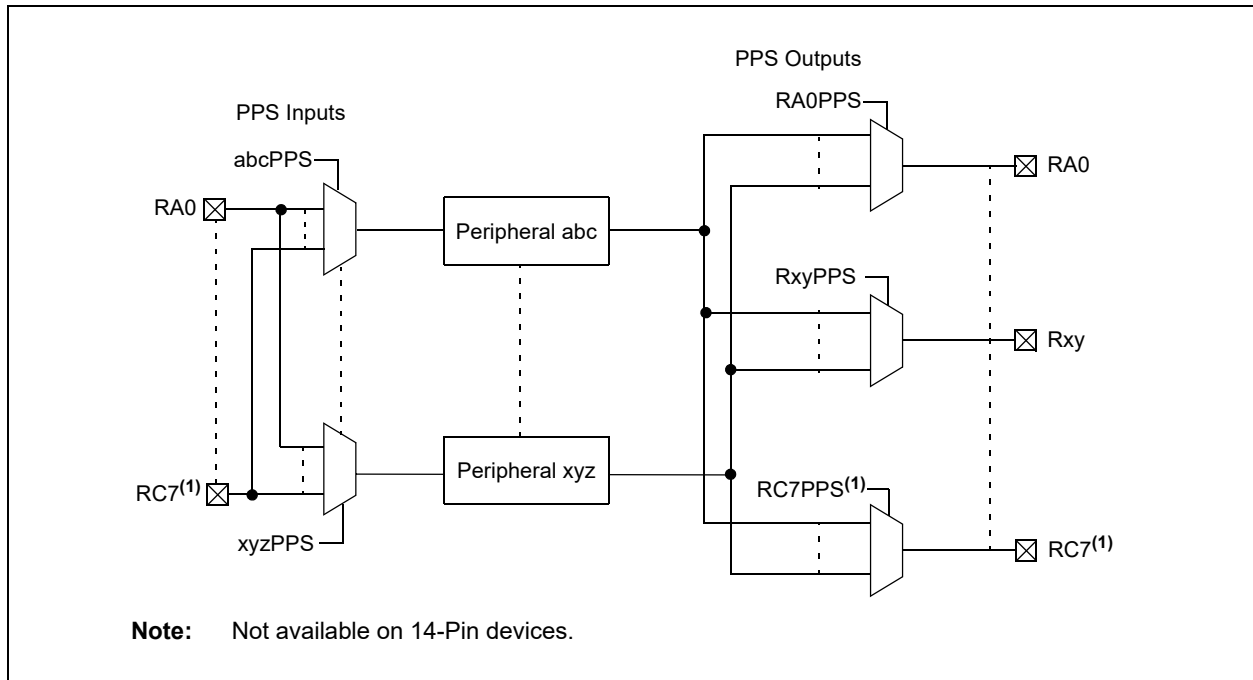 PPS Outputs
RA0PPS
PPS Inputs
abcPPS
RA0
Peripheral abc
RA0
RxyPPS
Rxy
Peripheral xyz
RC7(1)
RC7PPS(1)
xyzPPS
RC7(1)
Note: Not available on 14-Pin devices.